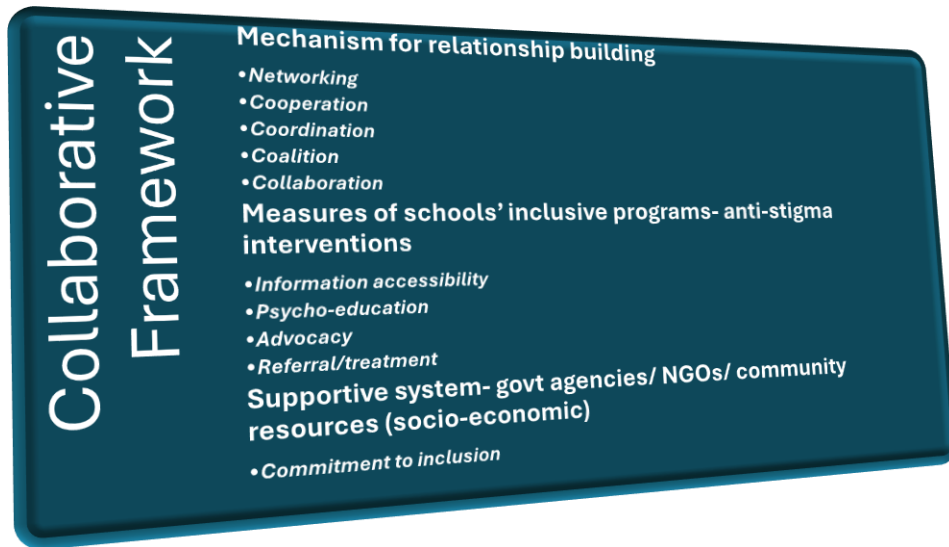 Collaborative
Framework
Mechanism for relationship building
•Networking
•Cooperation
•Coordination
•Coalition
•Collaboration
Measures of schools' inclusive programs- anti-stigma
interventions
•Information accessibility
•Psycho-education
•Advocacy
•Referral/treatment
Supportive system- govt agencies/ NGOs/ community
resources (socio-economic)
•Commitment to inclusion